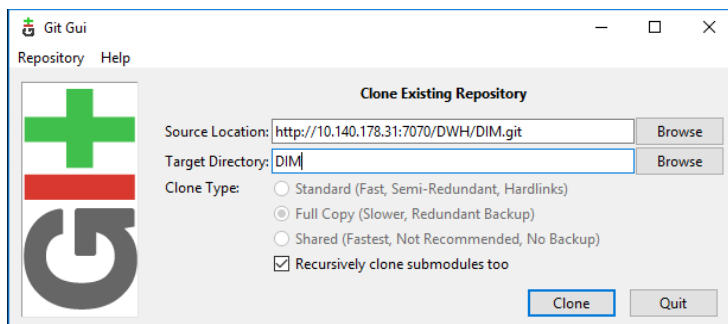 Git Gui
Repository Help
Clone Existing Repository
Source Location: http://10.140.178.31:7070/DWH/DIM.git Browse
Target Directory: DIM Browse
Clone Type: Standard (Fast, Semi-Redundant, Hardlinks)
Full Copy (Slower, Redundant Backup)
Shared (Fastest, Not Recommended, No Backup)
Recursively clone submodules too
Clone Quit
GIT